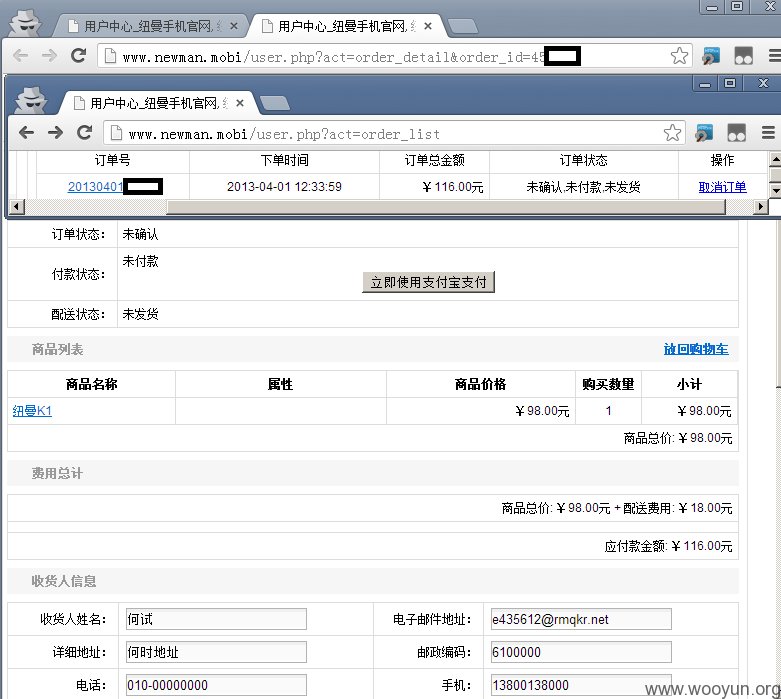 用户中心_纽曼手机官网,
用户中心_纽曼手机官网,
www.newman.mobi/user.php?act=order_detail&order_id=45
用户中心_纽曼手机官网,
www.newman.mobi/user.php?act=order_list
订单号 下单时间 订单总金额 订单状态 操作
20130401 2013-04-01 12:33:59 ￥116.00元 未确认,未付款,未发货 取消订单
订单状态： 未确认
付款状态： 未付款
立即使用支付宝支付
配送状态： 未发货
商品列表 放回购物车
商品名称 属性 商品价格 购买数量 小计
纽曼K1 ￥98.00元 1 ￥98.00元
商品总价: ￥98.00元
费用总计
商品总价: ￥98.00元 + 配送费用: ￥18.00元
应付款金额: ￥116.00元
收货人信息
收货人姓名： 何试 电子邮件地址： e435612@rmqkr.net
详细地址： 何时地址 邮政编码： 6100000
电话： 010-00000000 手机： 13800138000
www.wooyun.org